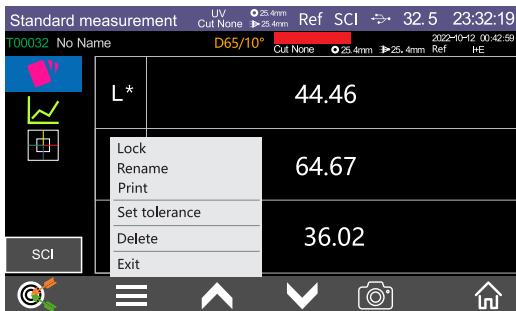 Standard measurement UV Cut None 25.4mm 25.4mm Ref SCI 32.5 23:32:19
T00032 No Name D65/10° Cut None 25.4mm 25.4mm 2022-10-12 00:42:59 Ref
L* 44.46
64.67
36.02
Lock
Rename
Print
Set tolerance
Delete
Exit
SCI